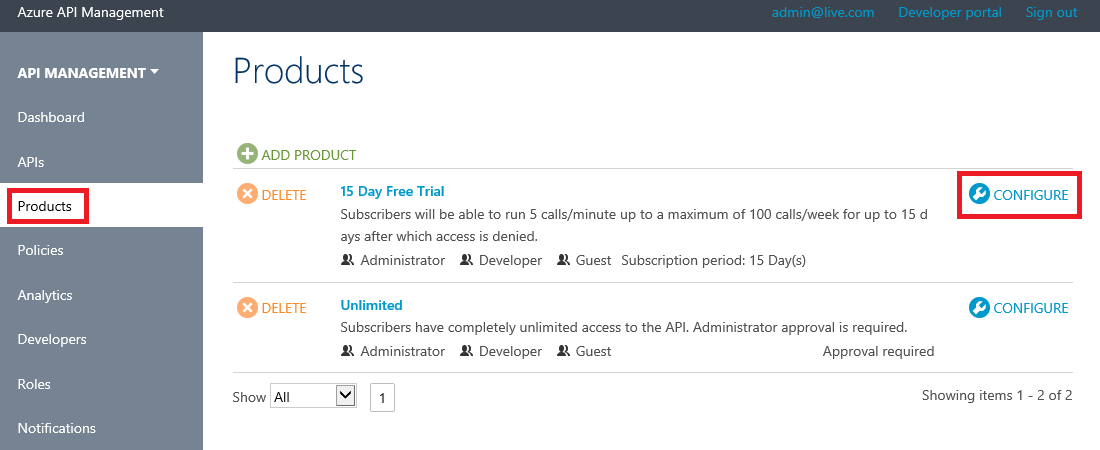 Azure API Management
admin@live.com Developer portal Sign out
API MANAGEMENT
Dashboard
APIs
Products
Policies
Analytics
Developers
Roles
Notifications
Products
ADD PRODUCT
DELETE
15 Day Free Trial
CONFIGURE
Subscribers will be able to run 5 calls/minute up to a maximum of 100 calls/week for up to 15 d
ays after which access is denied.
Administrator Developer Guest Subscription period: 15 Day(s)
DELETE
Unlimited
CONFIGURE
Subscribers have completely unlimited access to the API. Administrator approval is required.
Administrator Developer Guest Approval required
Show All 1 Showing items 1 - 2 of 2